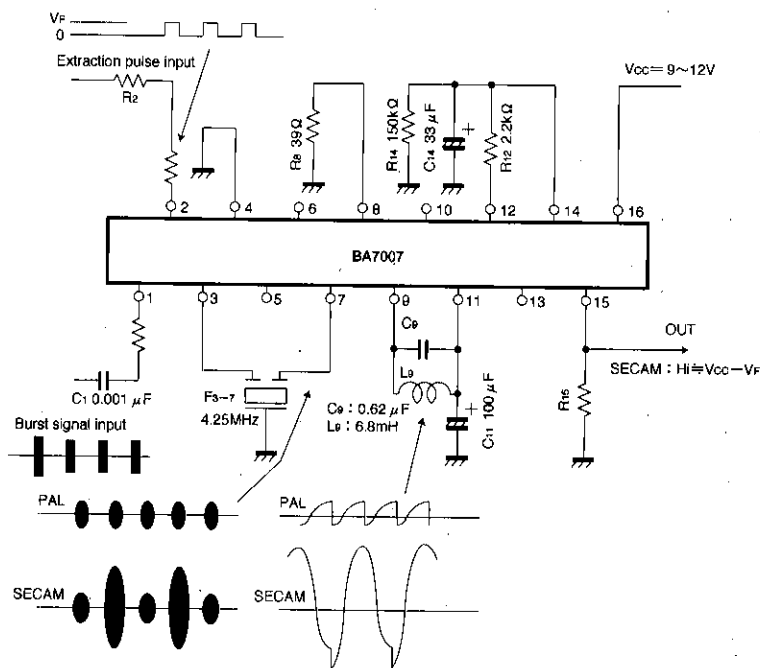 VF
0
Extraction pulse input
R2
R8 39Ω
R14 150kΩ
C14 33 μF
+
R12 2.2kΩ
VCC=9~12V
2
4
6
8
10
12
14
16
BA7007
1
3
5
7
9
11
13
15
C1 0.001 μF
F3-7
4.25MHz
C9
L9
C9 : 0.62 μF
L9 : 6.8mH
+
C11 100 μF
R15
OUT
SECAM : Hi≒VCC-VF
Burst signal input
PAL
SECAM
PAL
SECAM